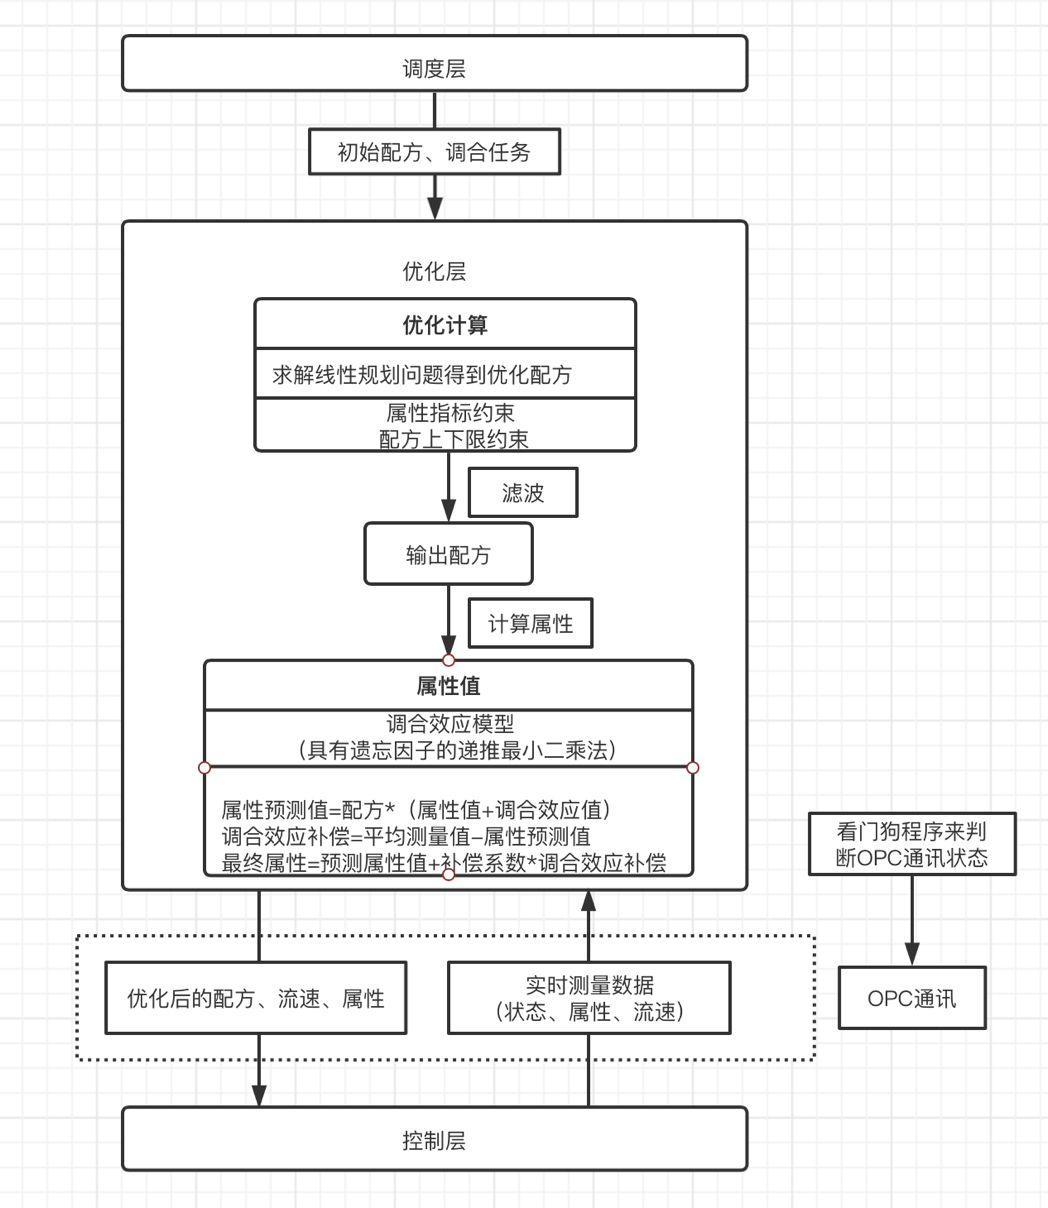 调度层
初始配方、调合任务
优化层
优化计算
求解线性规划问题得到优化配方
属性指标约束
配方上下限约束
滤波
输出配方
计算属性
属性值
调合效应模型
（具有遗忘因子的递推最小二乘法）
属性预测值=配方*（属性值+调合效应值）
调合效应补偿=平均测量值-属性预测值
最终属性=预测属性值+补偿系数*调合效应补偿
看门狗程序来判
断OPC通讯状态
优化后的配方、流速、属性
实时测量数据
（状态、属性、流速）
OPC通讯
控制层